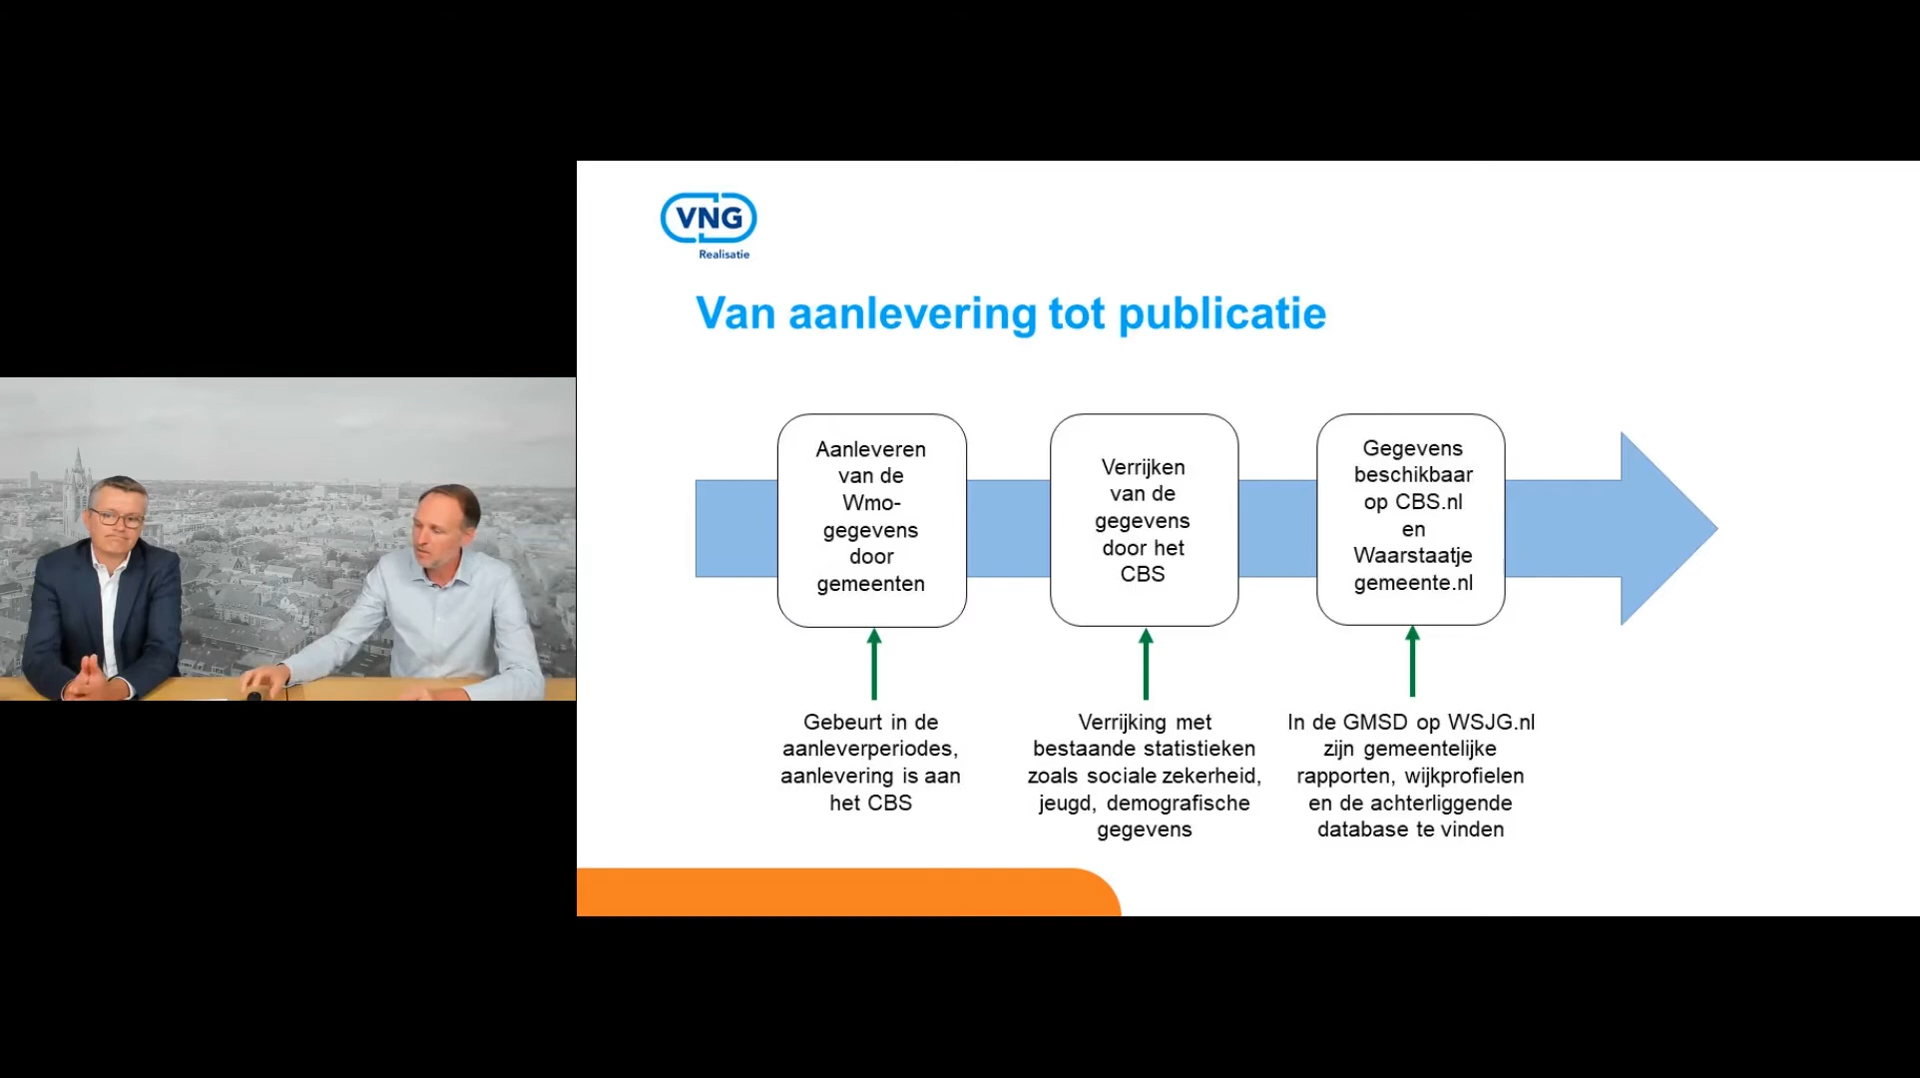 VNG
Realisatie
Van aanlevering tot publicatie
Aanleveren
van de
Wmo-
gegevens
door
gemeenten
Verrijken
van de
gegevens
door het
CBS
Gegevens
beschikbaar
op CBS.nl
en
Waarstaatje
gemeente.nl
Gebeurt in de
aanleverperiodes,
aanlevering is aan
het CBS
Verrijking met
bestaande statistieken
zoals sociale zekerheid,
jeugd, demografische
gegevens
In de GMSD op WSJG.nl
zijn gemeentelijke
rapporten, wijkprofielen
en de achterliggende
database te vinden